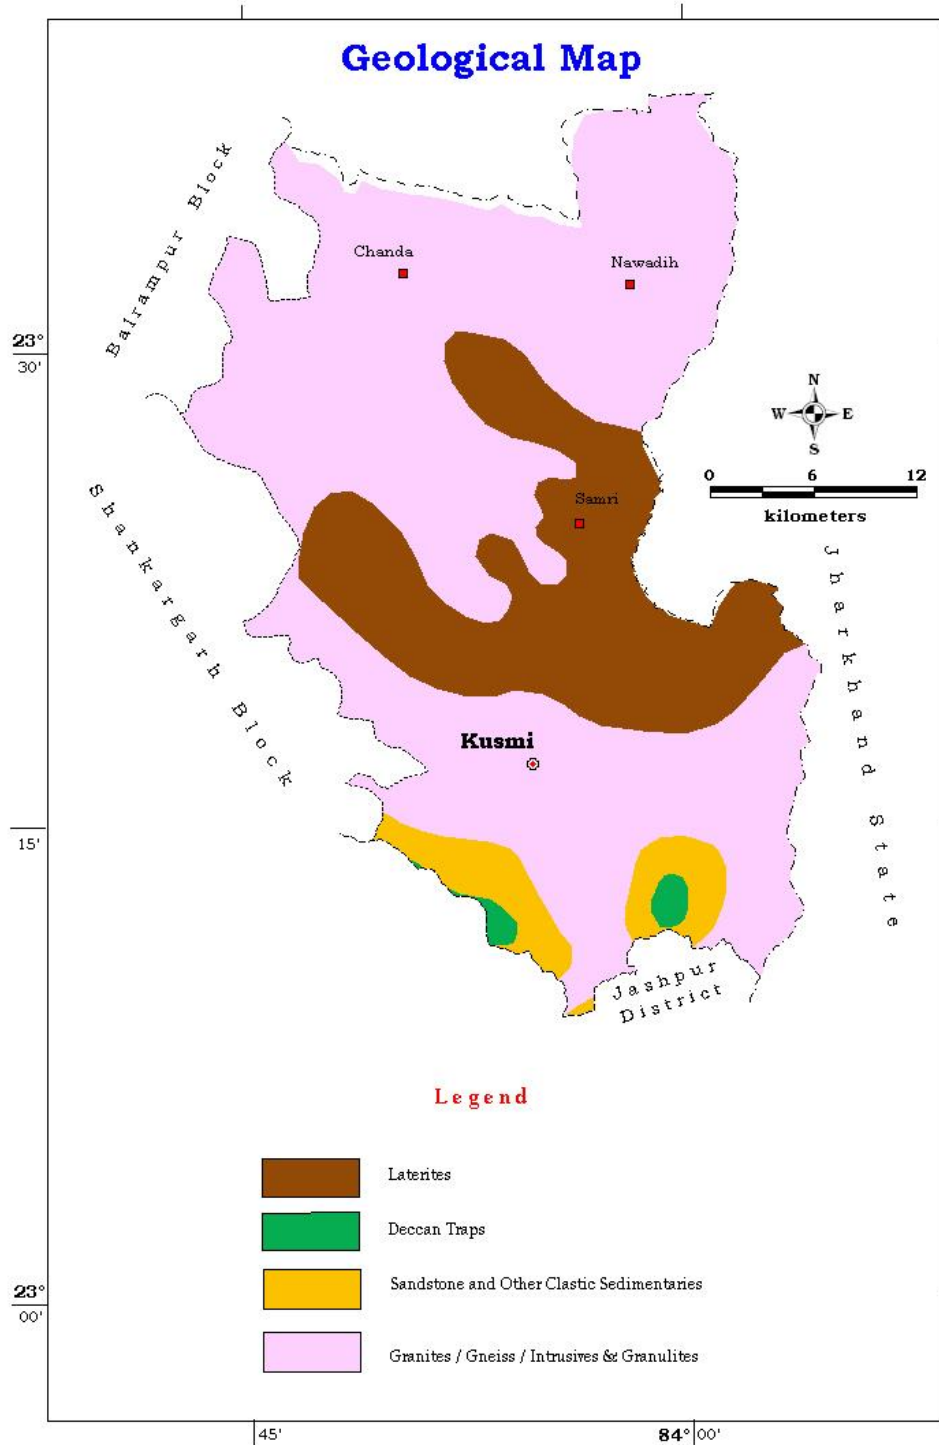 Geological Map
Balrampur Block
Chanda
Nawadih
23°
30'
N
W E
S
0 6 12
kilometers
Samri
Shankargarh Block
Jharkhand State
Kusmi
15'
Jashpur
District
Legend
Laterites
Deccan Traps
Sandstone and Other Clastic Sedimentaries
23°
00'
Granites / Gneiss / Intrusives & Granulites
45'
84° 00'